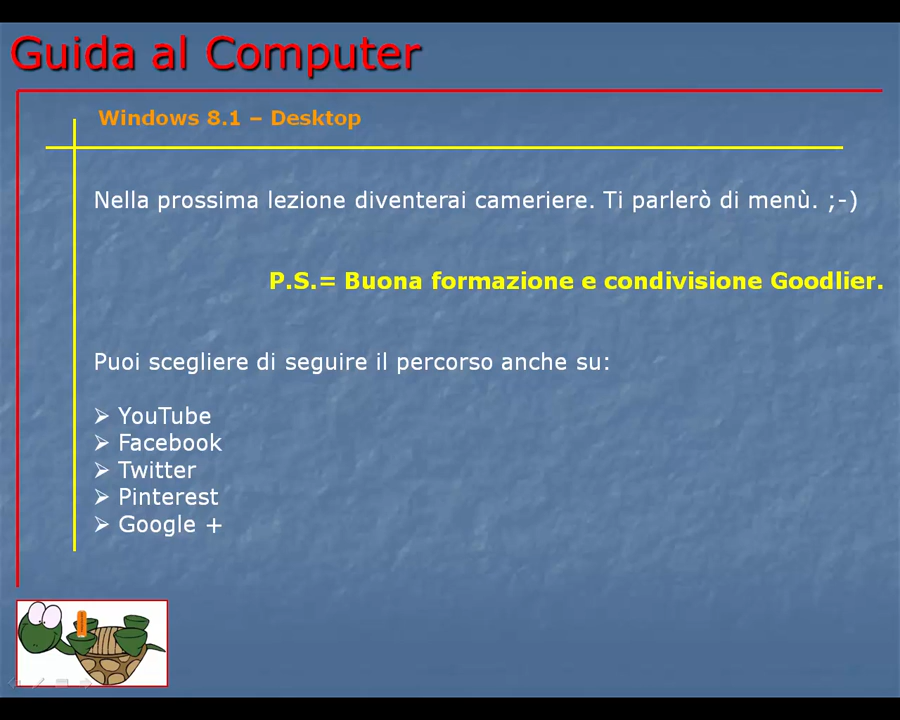 Guida al Computer
Windows 8.1 – Desktop
Nella prossima lezione diventerai cameriere. Ti parlerò di menù. ;-)
P.S.= Buona formazione e condivisione Goodlier.
Puoi scegliere di seguire il percorso anche su:
YouTube
Facebook
Twitter
Pinterest
Google +